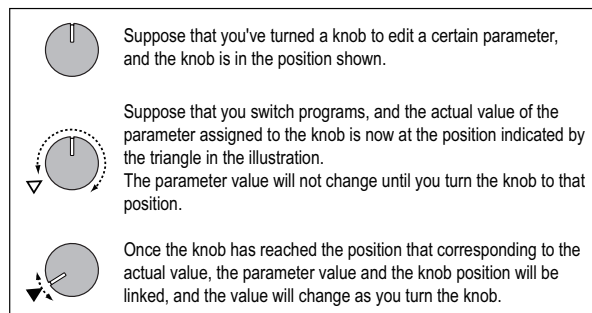 Suppose that you've turned a knob to edit a certain parameter,
and the knob is in the position shown.
Suppose that you switch programs, and the actual value of the
parameter assigned to the knob is now at the position indicated by
the triangle in the illustration.
The parameter value will not change until you turn the knob to that
position.
Once the knob has reached the position that corresponding to the
actual value, the parameter value and the knob position will be
linked, and the value will change as you turn the knob.